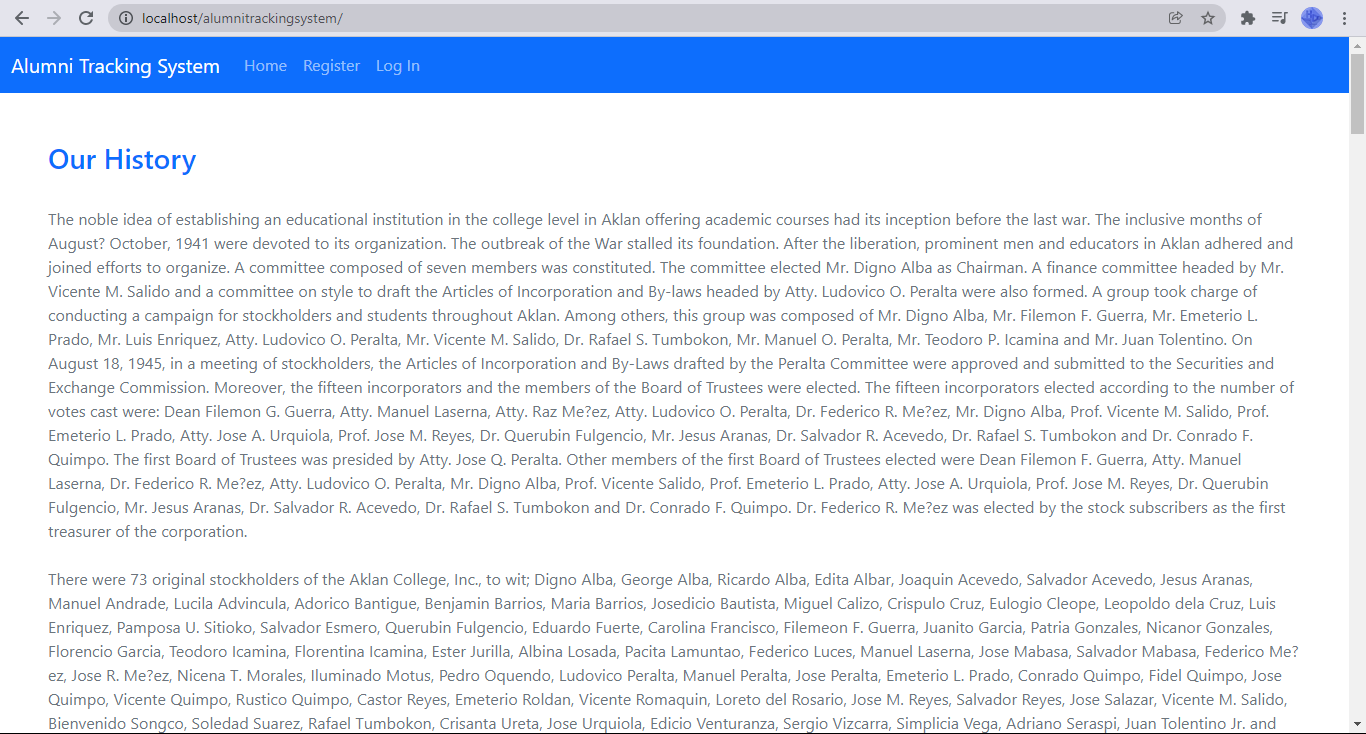 localhost/alumnitrackingsystem/
Alumni Tracking System Home Register Log In
Our History
The noble idea of establishing an educational institution in the college level in Aklan offering academic courses had its inception before the last war. The inclusive months of
August? October, 1941 were devoted to its organization. The outbreak of the War stalled its foundation. After the liberation, prominent men and educators in Aklan adhered and
joined efforts to organize. A committee composed of seven members was constituted. The committee elected Mr. Digno Alba as Chairman. A finance committee headed by Mr.
Vicente M. Salido and a committee on style to draft the Articles of Incorporation and By-laws headed by Atty. Ludovico O. Peralta were also formed. A group took charge of
conducting a campaign for stockholders and students throughout Aklan. Among others, this group was composed of Mr. Digno Alba, Mr. Filemon F. Guerra, Mr. Emeterio L.
Prado, Mr. Luis Enriquez, Atty. Ludovico O. Peralta, Mr. Vicente M. Salido, Dr. Rafael S. Tumbokon, Mr. Manuel O. Peralta, Mr. Teodoro P. Icamina and Mr. Juan Tolentino. On
August 18, 1945, in a meeting of stockholders, the Articles of Incorporation and By-Laws drafted by the Peralta Committee were approved and submitted to the Securities and
Exchange Commission. Moreover, the fifteen incorporators and the members of the Board of Trustees were elected. The fifteen incorporators elected according to the number of
votes cast were: Dean Filemon G. Guerra, Atty. Manuel Laserna, Atty. Raz Me?ez, Atty. Ludovico O. Peralta, Dr. Federico R. Me?ez, Mr. Digno Alba, Prof. Vicente M. Salido, Prof.
Emeterio L. Prado, Atty. Jose A. Urquiola, Prof. Jose M. Reyes, Dr. Querubin Fulgencio, Mr. Jesus Aranas, Dr. Salvador R. Acevedo, Dr. Rafael S. Tumbokon and Dr. Conrado F.
Quimpo. The first Board of Trustees was presided by Atty. Jose Q. Peralta. Other members of the first Board of Trustees elected were Dean Filemon F. Guerra, Atty. Manuel
Laserna, Dr. Federico R. Me?ez, Atty. Ludovico O. Peralta, Mr. Digno Alba, Prof. Vicente Salido, Prof. Emeterio L. Prado, Atty. Jose A. Urquiola, Prof. Jose M. Reyes, Dr. Querubin
Fulgencio, Mr. Jesus Aranas, Dr. Salvador R. Acevedo, Dr. Rafael S. Tumbokon and Dr. Conrado F. Quimpo. Dr. Federico R. Me?ez was elected by the stock subscribers as the first
treasurer of the corporation.
There were 73 original stockholders of the Aklan College, Inc., to wit; Digno Alba, George Alba, Ricardo Alba, Edita Albar, Joaquin Acevedo, Salvador Acevedo, Jesus Aranas,
Manuel Andrade, Lucila Advincula, Adorico Bantigue, Benjamin Barrios, Maria Barrios, Josedicio Bautista, Miguel Calizo, Crispulo Cruz, Eulogio Cleope, Leopoldo dela Cruz, Luis
Enriquez, Pamposa U. Sitioko, Salvador Esmero, Querubin Fulgencio, Eduardo Fuerte, Carolina Francisco, Filemeon F. Guerra, Juanito Garcia, Patria Gonzales, Nicanor Gonzales,
Florencio Garcia, Teodoro Icamina, Florentina Icamina, Ester Jurilla, Albina Losada, Pacita Lamuntao, Federico Luces, Manuel Laserna, Jose Mabasa, Salvador Mabasa, Federico Me?
ez, Jose R. Me?ez, Nicena T. Morales, Iluminado Motus, Pedro Oquendo, Ludovico Peralta, Manuel Peralta, Jose Peralta, Emeterio L. Prado, Conrado Quimpo, Fidel Quimpo, Jose
Quimpo, Vicente Quimpo, Rustico Quimpo, Castor Reyes, Emeterio Roldan, Vicente Romaquin, Loreto del Rosario, Jose M. Reyes, Salvador Reyes, Jose Salazar, Vicente M. Salido,
Bienvenido Songco, Soledad Suarez, Rafael Tumbokon, Crisanta Ureta, Jose Urquiola, Edicio Venturanza, Sergio Vizcarra, Simplicia Vega, Adriano Seraspi, Juan Tolentino Jr. and